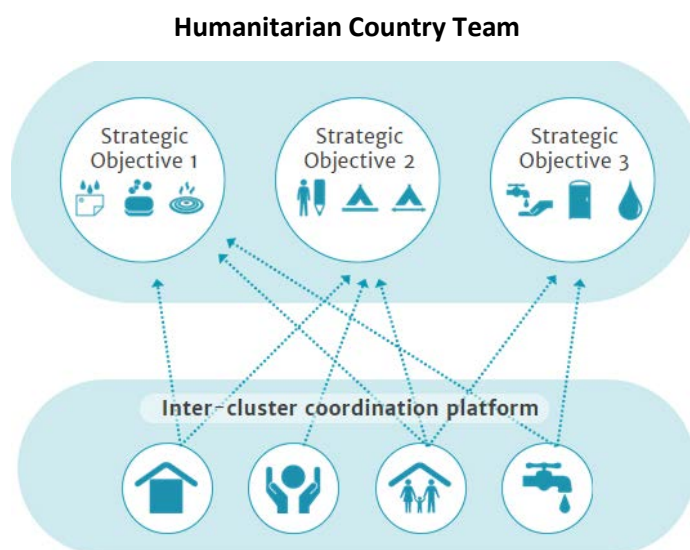 Humanitarian Country Team
Strategic
Objective 1
Strategic
Objective 2
Strategic
Objective 3
Inter-cluster coordination platform